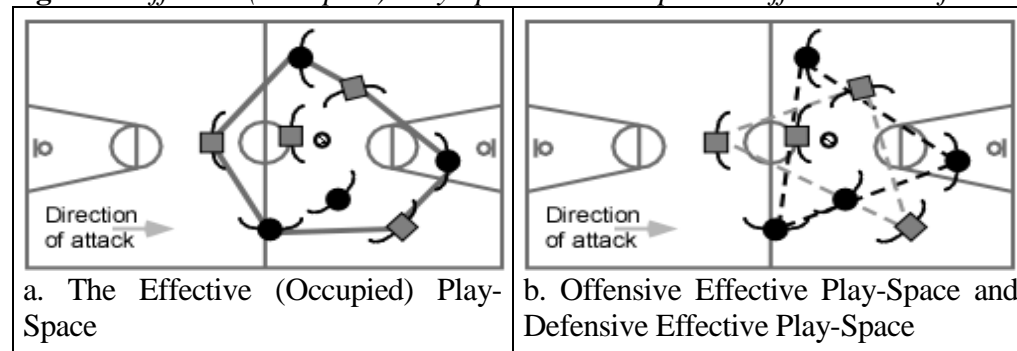 Direction
of attack
a. The Effective (Occupied) Play-
Space
Direction
of attack
b. Offensive Effective Play-Space and
Defensive Effective Play-Space